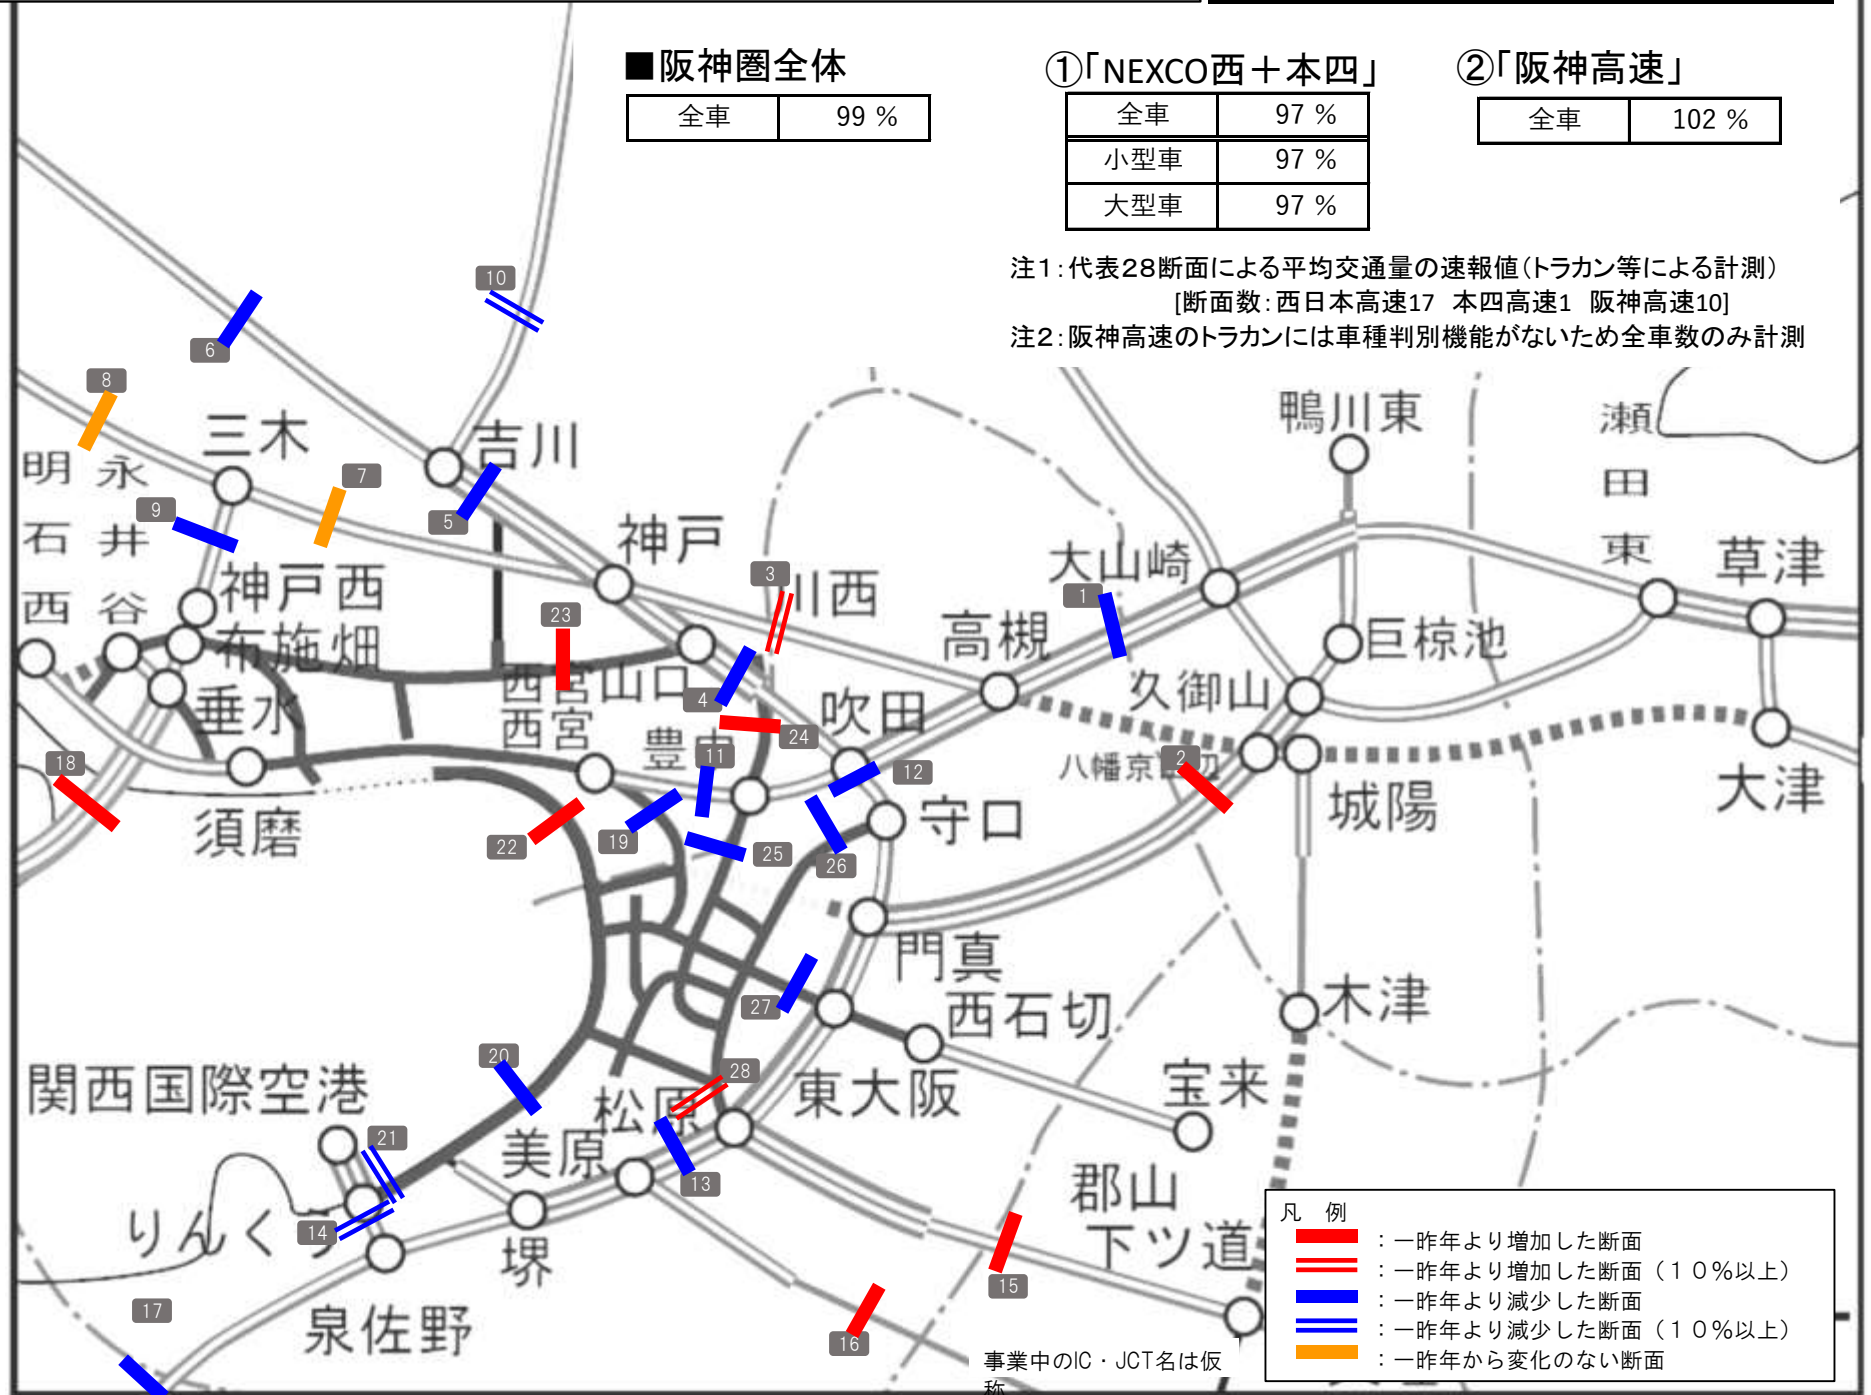 ■阪神圏全体
全車 99 %
①「NEXCO西＋本四」
全車 97 %
小型車 97 %
大型車 97 %
②「阪神高速」
全車 102 %
注１：代表２８断面による平均交通量の速報値（トラカン等による計測）
[断面数：西日本高速17 本四高速1 阪神高速10]
注２：阪神高速のトラカンには車種判別機能がないため全車数のみ計測
10
6
8
三木
吉川
鴨川東
瀬田東
明石西
永井谷
7
9
5
神戸
大山崎
草津
神戸西
3
川西
1
23
高槻
巨椋池
布施畑
西宮山口
4
久御山
垂水
西宮
吹田
24
豊中
11
18
12
2
八幡京田辺
大津
須磨
守口
城陽
22
19
25
26
門真
27
西石切
木津
20
関西国際空港
松原
28
東大阪
宝来
21
美原
13
郡山
下ツ道
りんくう
14
堺
15
17
泉佐野
16
事業中のIC・JCT名は仮
称
凡 例
：一昨年より増加した断面
：一昨年より増加した断面（１０％以上）
：一昨年より減少した断面
：一昨年より減少した断面（１０％以上）
：一昨年から変化のない断面